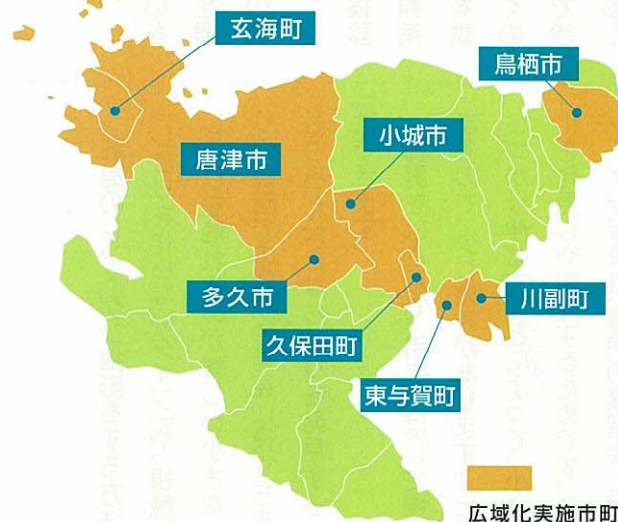 玄海町
鳥栖市
小城市
唐津市
多久市
川副町
久保田町
東与賀町
広域化実施市町